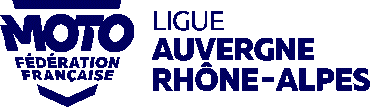 MOTO
FÉDÉRATION
FRANÇAISE
LIGUE
AUVERGNE
RHÔNE-ALPES